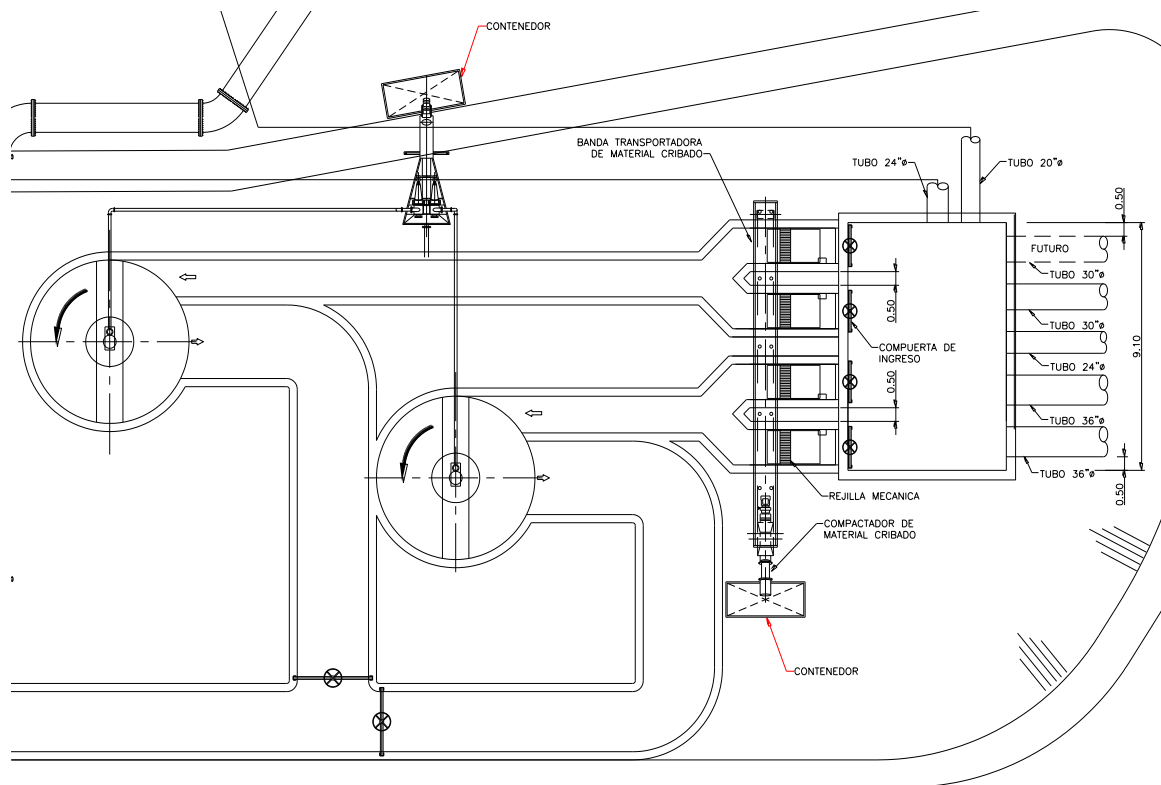 CONTENEDOR
BANDA TRANSPORTADORA
DE MATERIAL CRIBADO
TUBO 24"ø
TUBO 20"ø
0.50
FUTURO
TUBO 30"ø
0.50
TUBO 30"ø
COMPUERTA DE
INGRESO
9.10
TUBO 24"ø
0.50
TUBO 36"ø
TUBO 36"ø
0.50
REJILLA MECANICA
COMPACTADOR DE
MATERIAL CRIBADO
CONTENEDOR